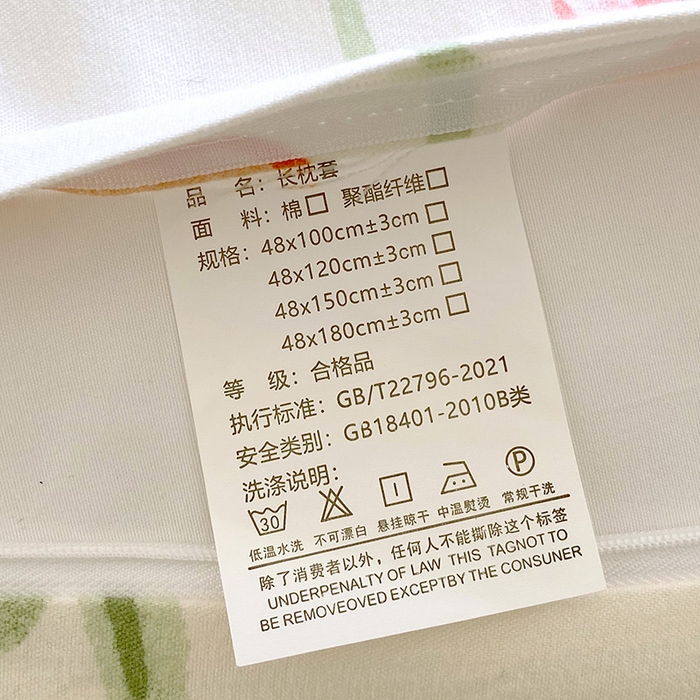 品 名：长枕套
面 料：棉□ 聚酯纤维□
规格：48x100cm±3cm □
48x120cm±3cm □
48x150cm±3cm □
48x180cm±3cm □
等 级：合格品
执行标准：GB/T22796-2021
安全类别：GB18401-2010B类
洗涤说明：
30 P
低温水洗 不可漂白 悬挂晾干 中温熨烫 常规干洗
除了消费者以外，任何人不能撕除这个标签
UNDERPENALTY OF LAW THIS TAGNOT TO
BE REMOVEOVED EXCEPTBY THE CONSUNER